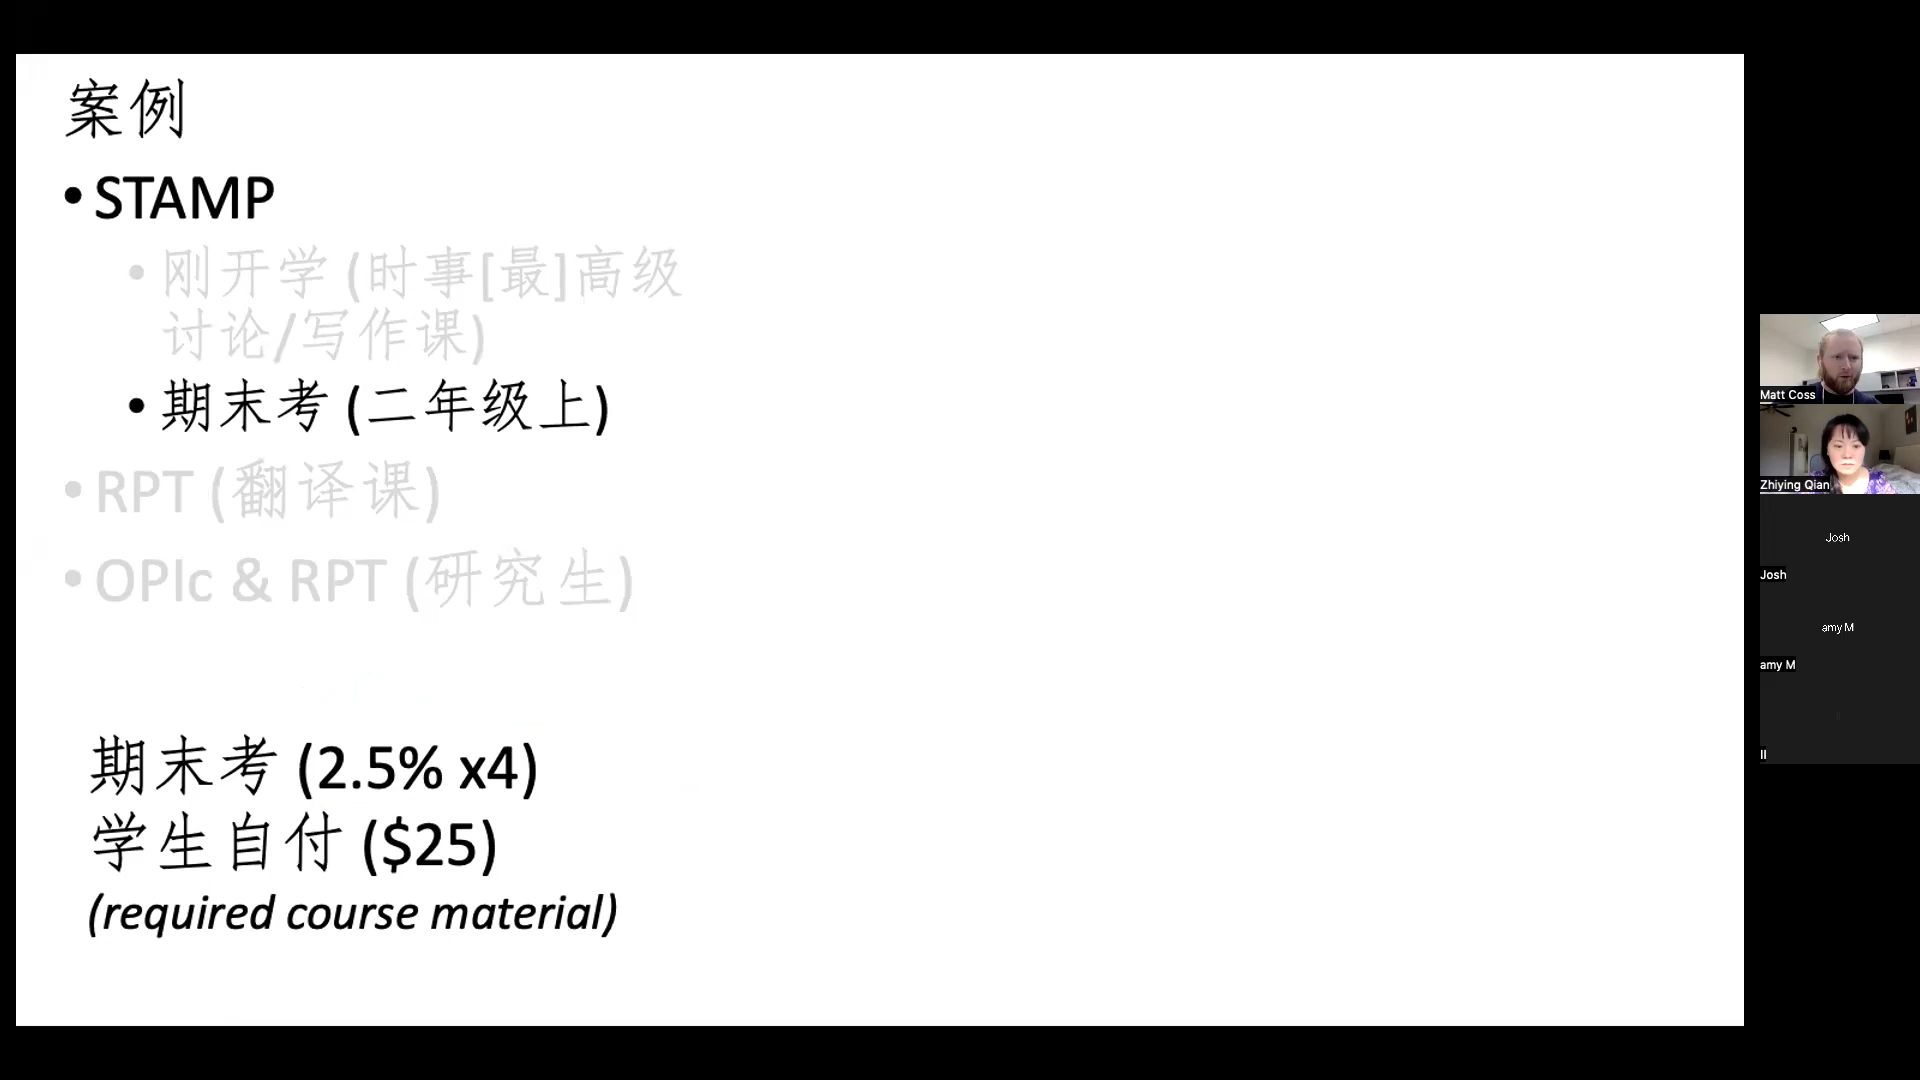 案例
• STAMP
• 刚开学 (时事[最]高级
讨论/写作课)
• 期末考 (二年级上)
• RPT (翻译课)
• OPIc & RPT (研究生)
期末考 (2.5% x4)
学生自付 ($25)
(required course material)
Matt Coss
Zhiying Qian
Josh
Josh
amy M
amy M
ll